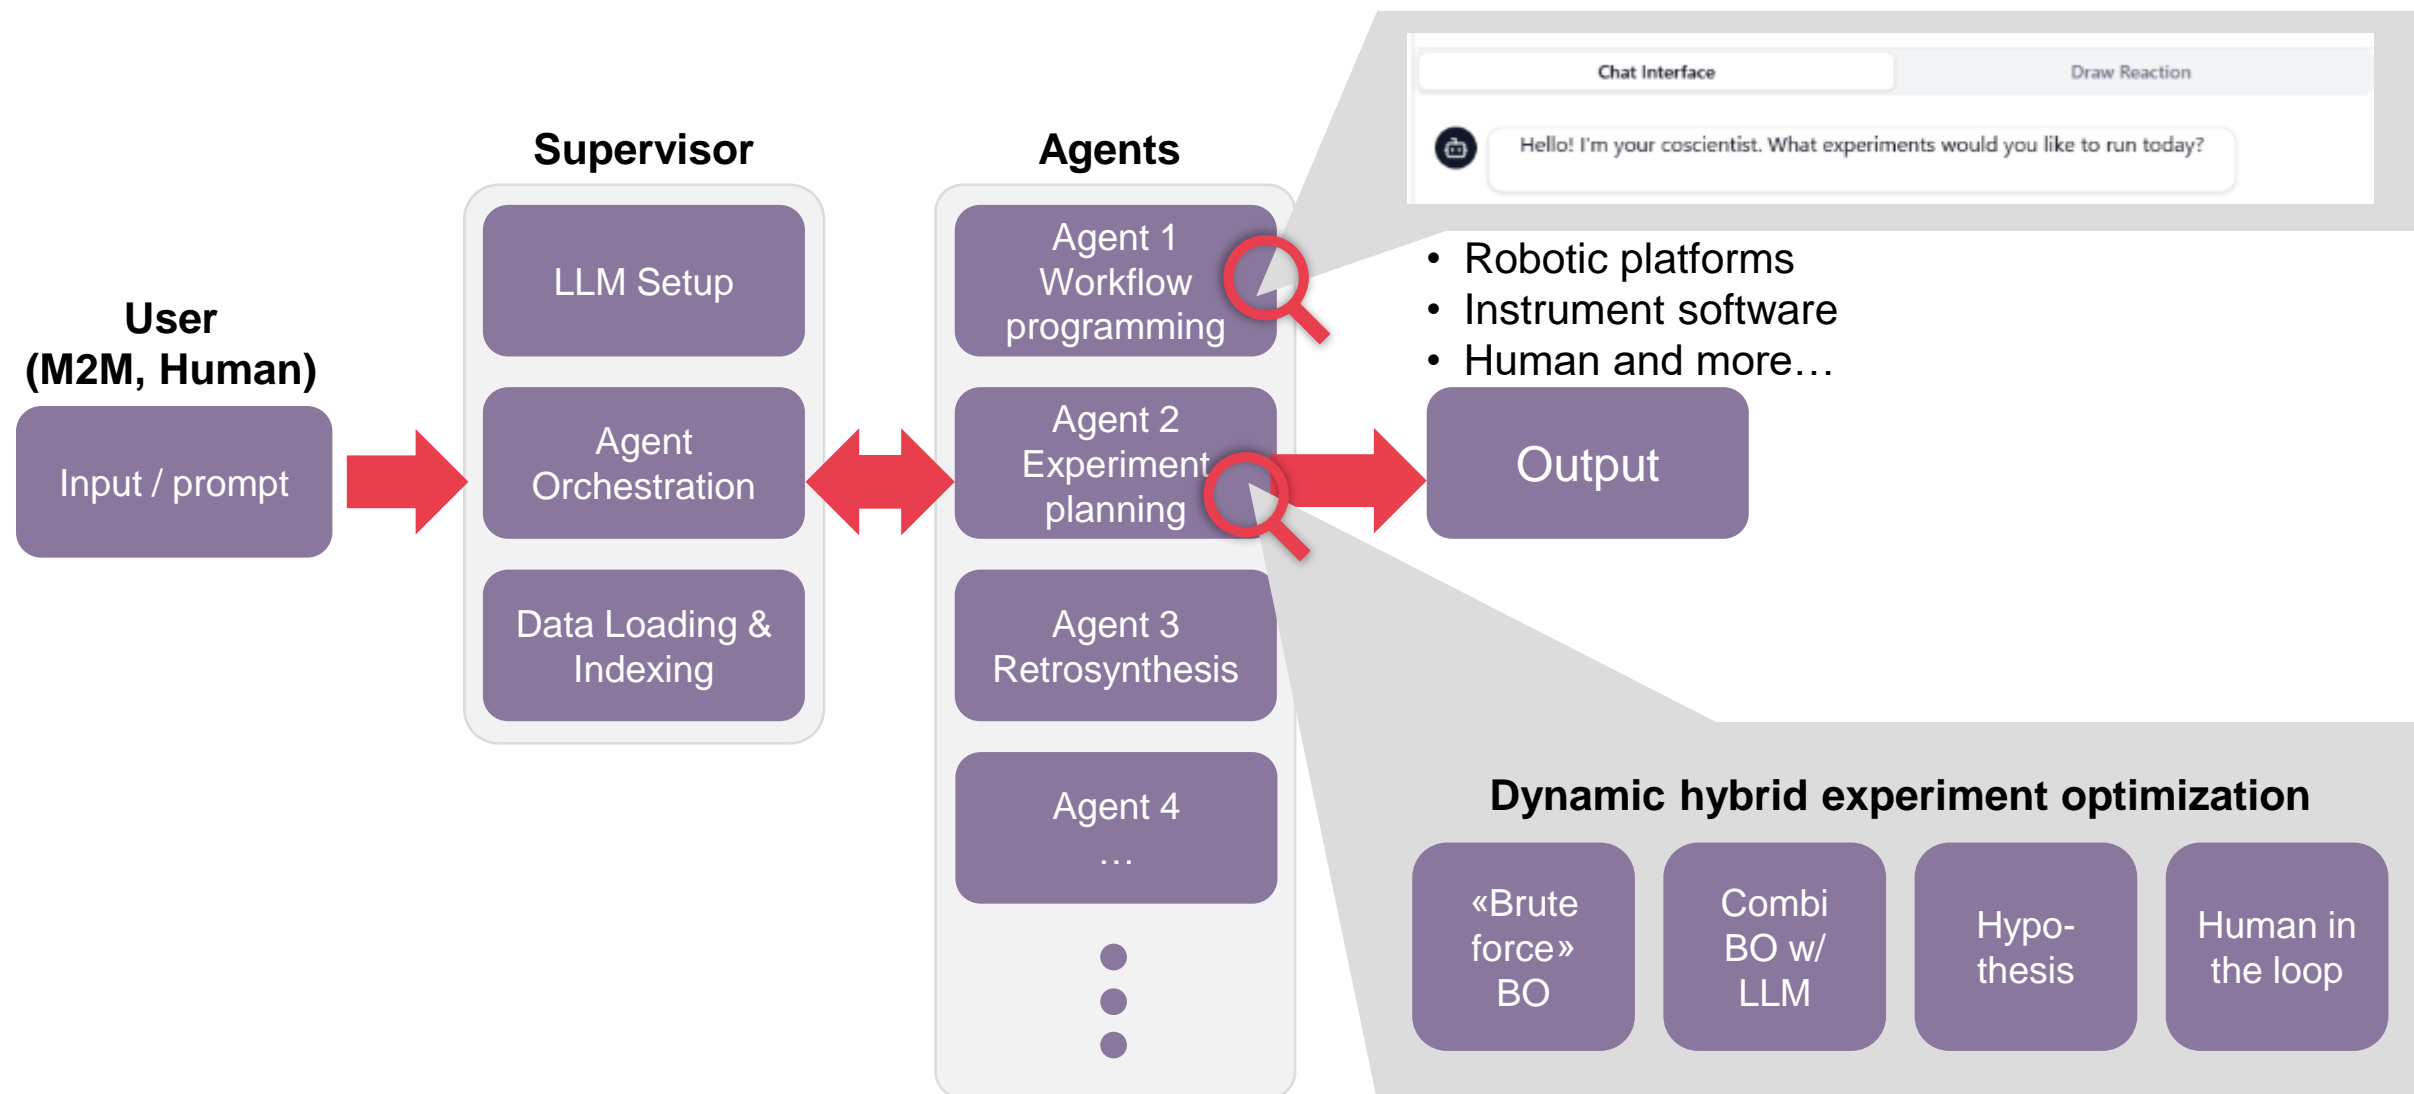 User
(M2M, Human)
Input / prompt
Supervisor
LLM Setup
Agent
Orchestration
Data Loading &
Indexing
Agents
Agent 1
Workflow
programming
Agent 2
Experiment
planning
Agent 3
Retrosynthesis
Agent 4
…
Chat Interface
Draw Reaction
Hello! I'm your coscientist. What experiments would you like to run today?
• Robotic platforms
• Instrument software
• Human and more…
Output
Dynamic hybrid experiment optimization
«Brute
force»
BO
Combi
BO w/
LLM
Hypo-
thesis
Human in
the loop